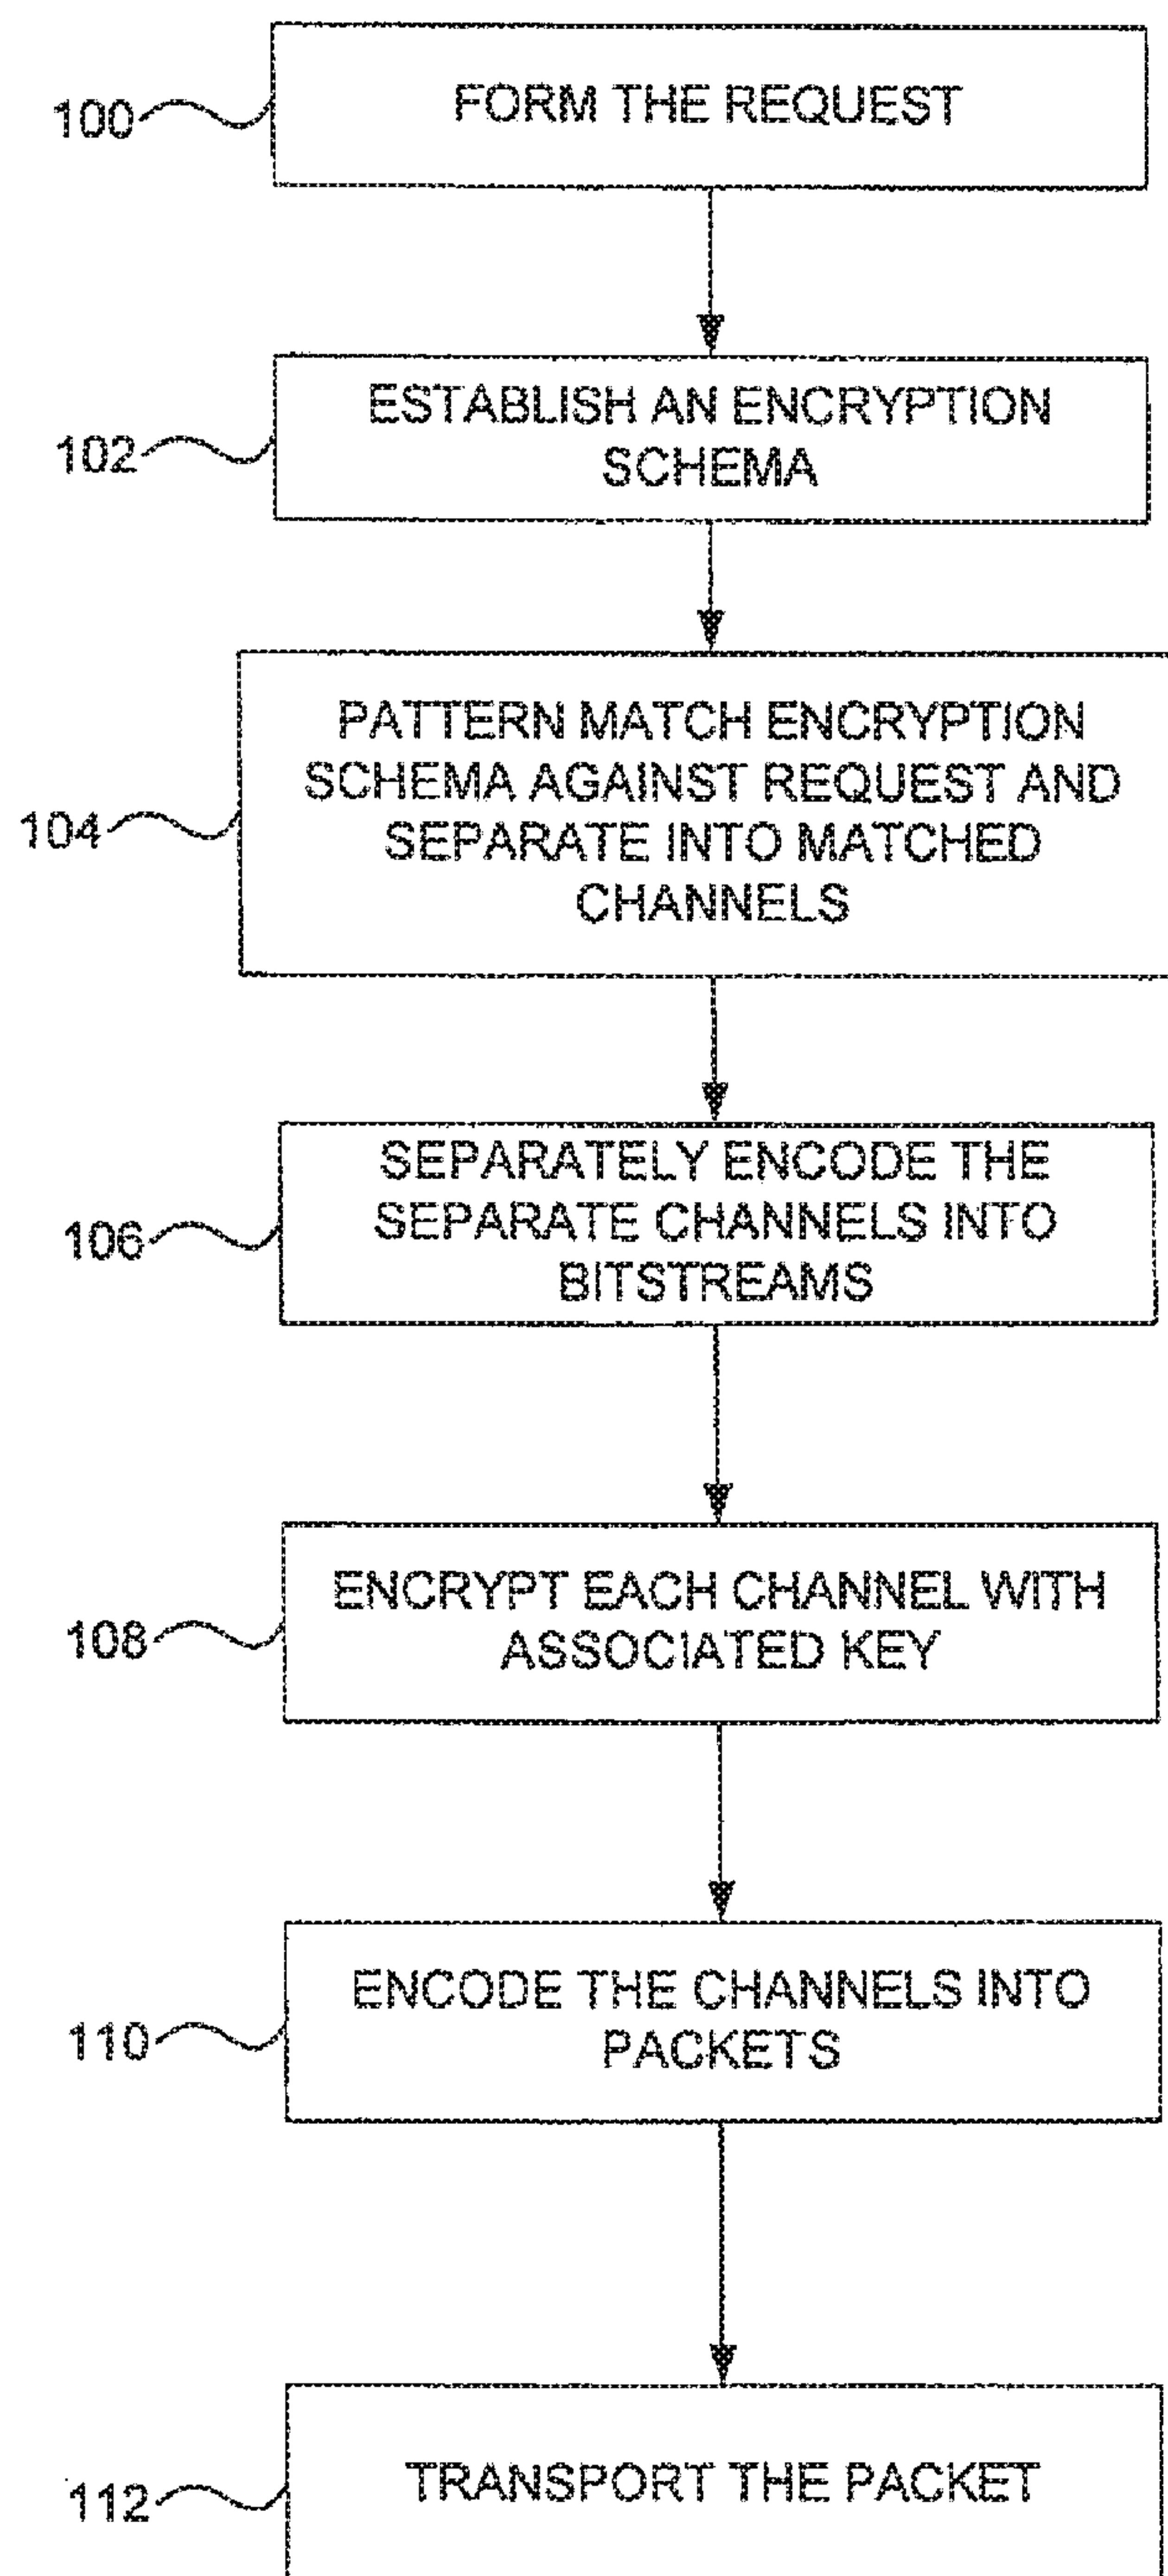 100
FORM THE REQUEST
102
ESTABLISH AN ENCRYPTION
SCHEMA
104
PATTERN MATCH ENCRYPTION
SCHEMA AGAINST REQUEST AND
SEPARATE INTO MATCHED
CHANNELS
106
SEPARATELY ENCODE THE
SEPARATE CHANNELS INTO
BITSTREAMS
108
ENCRYPT EACH CHANNEL WITH
ASSOCIATED KEY
110
ENCODE THE CHANNELS INTO
PACKETS
112
TRANSPORT THE PACKET